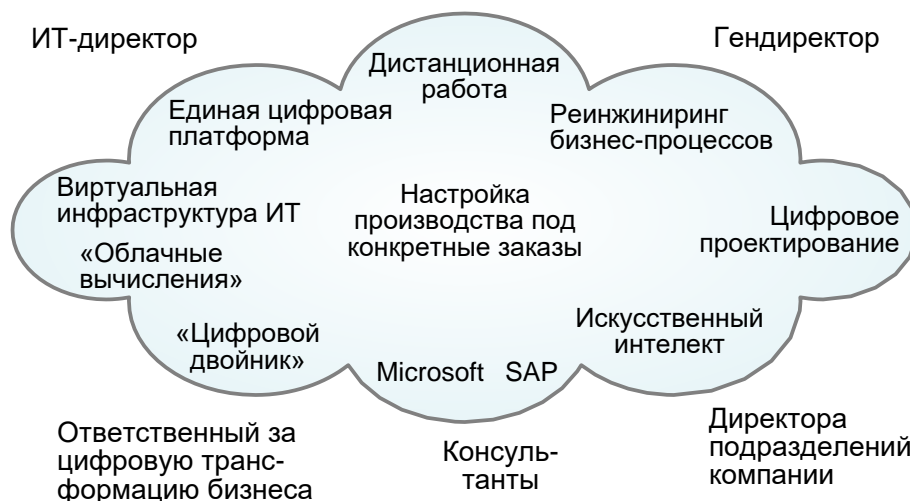 ИТ-директор
Гендиректор
Дистанционная
работа
Единая цифровая
платформа
Реинжиниринг
бизнес-процессов
Виртуальная
инфраструктура ИТ
Настройка
производства под
конкретные заказы
Цифровое
проектирование
«Облачные
вычисления»
«Цифровой
двойник»
Искусственный
интелект
Microsoft SAP
Ответственный за
цифровую транс-
формацию бизнеса
Консуль-
танты
Директора
подразделений
компании